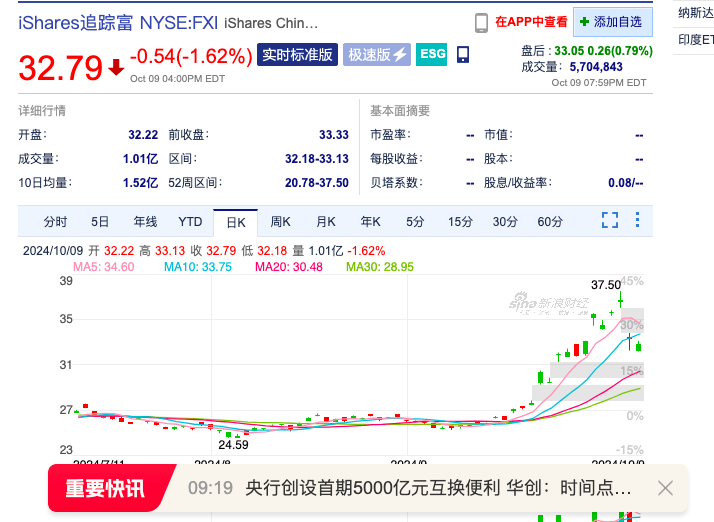 iShares追踪富 NYSE:FXI iShares Chin…
在APP中查看
+ 添加自选
纳斯达
印度ET
32.79 -0.54(-1.62%) 实时标准版 极速版 ESG
Oct 09 04:00PM EDT
盘后：33.05 0.26(0.79%)
成交量： 5,704,843
Oct 09 07:59PM EDT
详细行情
开盘： 32.22 前收盘： 33.33
成交量： 1.01亿 区间： 32.18-33.13
10日均量： 1.52亿 52周区间： 20.78-37.50
基本面摘要
市盈率： -- 市值： --
每股收益： -- 股本： --
贝塔系数： -- 股息/收益率： 0.08/--
分时 5日 年线 YTD 日K 周K 月K 年K 5分 15分 30分 60分
2024/10/09 开 32.22 高 33.13 收 32.79 低 32.18 量 1.01亿 -1.62%
MA5: 34.60 MA10: 33.75 MA20: 30.48 MA30: 28.95
39 45%
37.50
sina 新浪财经
35 30%
31 15%
27 0%
24.59
23 -15%
2024/7/11 2024/8 2024/9 2024/10/9
重要快讯 09:19 央行创设首期5000亿元互换便利 华创：时间点…